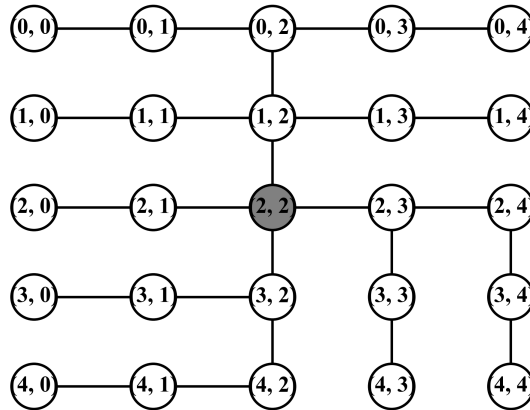 (0, 0) (0, 1) (0, 2) (0, 3) (0, 4)
(1, 0) (1, 1) (1, 2) (1, 3) (1, 4)
(2, 0) (2, 1) (2, 2) (2, 3) (2, 4)
(3, 0) (3, 1) (3, 2) (3, 3) (3, 4)
(4, 0) (4, 1) (4, 2) (4, 3) (4, 4)